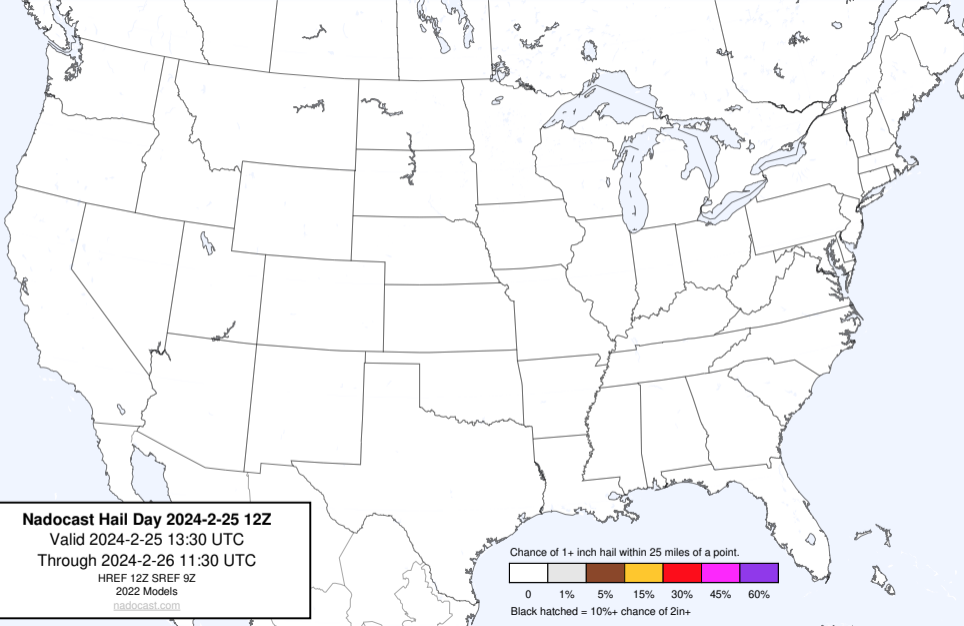 Nadocast Hail Day 2024-2-25 12Z
Valid 2024-2-25 13:30 UTC
Through 2024-2-26 11:30 UTC
HREF 12Z SREF 9Z
2022 Models
nadocast.com
Chance of 1+ inch hail within 25 miles of a point.
0 1% 5% 15% 30% 45% 60%
Black hatched = 10%+ chance of 2in+